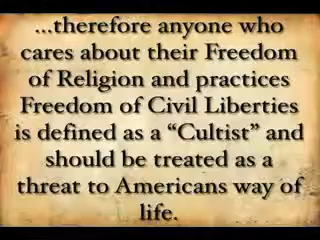 ...therefore anyone who
cares about their Freedom
of Religion and practices
Freedom of Civil Liberties
is defined as a “Cultist” and
should be treated as a
threat to Americans way of
life.